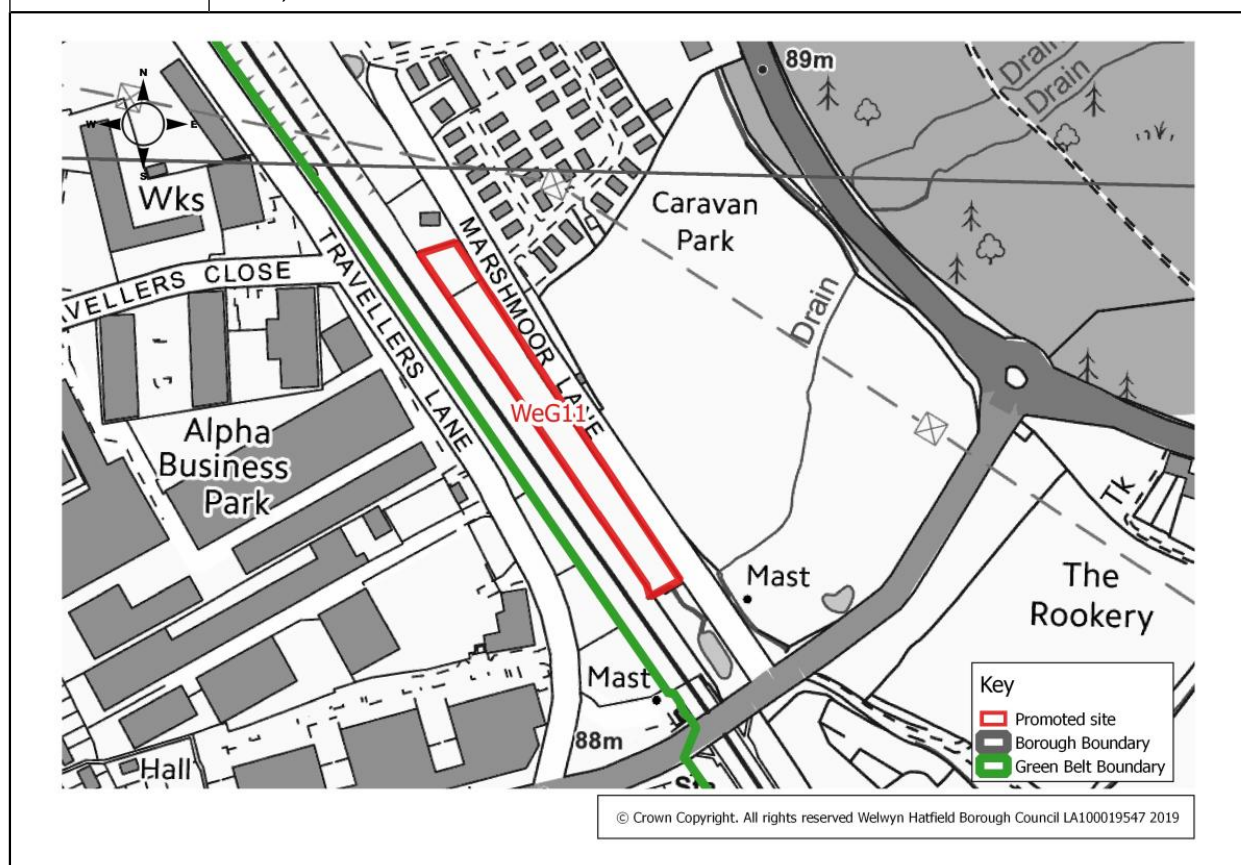 89m
Drain
Drain
N
W
E
S
Wks
Caravan
Park
MARSHMOOR LANE
TRAVELLERS LANE
AVELLERS CLOSE
Drain
WeG11
Alpha
Business
Park
Tk
Mast
The
Rookery
Mast
88m
Hall
Key
Promoted site
Borough Boundary
Green Belt Boundary
© Crown Copyright. All rights reserved Welwyn Hatfield Borough Council LA100019547 2019